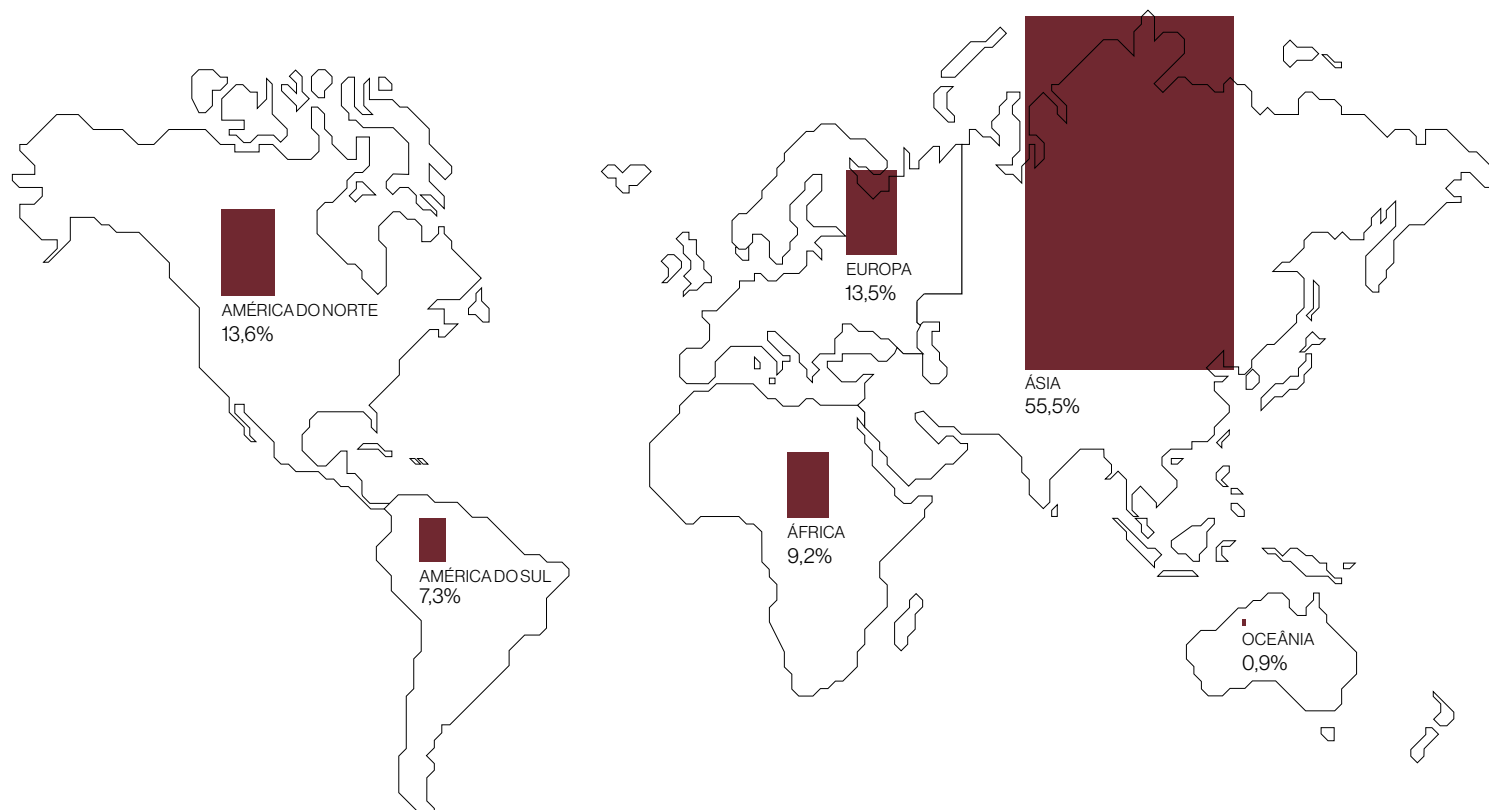 EUROPA
13,5%
AMÉRICA DO NORTE
13,6%
ÁSIA
55,5%
ÁFRICA
9,2%
AMÉRICA DO SUL
7,3%
OCEÂNIA
0,9%